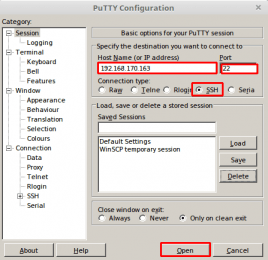 PuTTY Configuration
Category:
Session
Logging
Terminal
Keyboard
Bell
Features
Window
Appearance
Behaviour
Translation
Selection
Colours
Connection
Data
Proxy
Telnet
Rlogin
SSH
Serial
Basic options for your PuTTY session
Specify the destination you want to connect to
Host Name (or IP address) Port
192.168.170.163 22
Connection type:
Raw Telne Rlogin SSH Seria
Load, save or delete a stored session
Saved Sessions
Default Settings
WinSCP temporary session
Load
Save
Delete
Close window on exit:
Always Never Only on clean exit
About Help Open Cancel